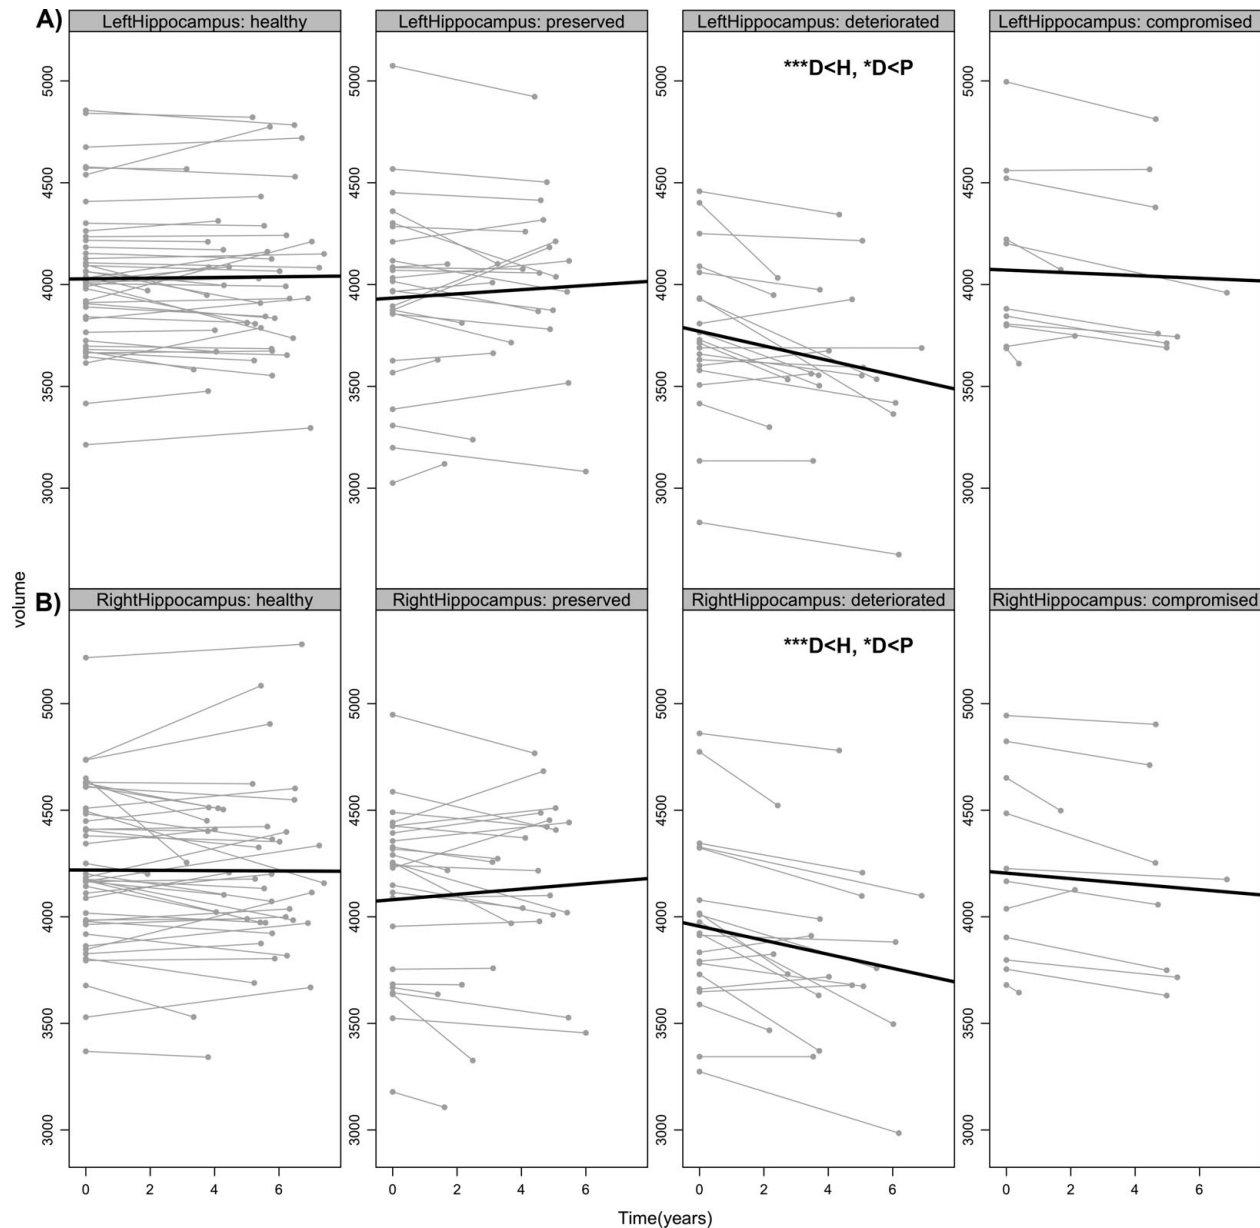 A)
LeftHippocampus: healthy
LeftHippocampus: preserved
LeftHippocampus: deteriorated
LeftHippocampus: compromised
***D<H, *D<P
5000
4500
4000
3500
3000
5000
4500
4000
3500
3000
5000
4500
4000
3500
3000
5000
4500
4000
3500
3000
volume
B)
RightHippocampus: healthy
RightHippocampus: preserved
RightHippocampus: deteriorated
RightHippocampus: compromised
***D<H, *D<P
5000
4500
4000
3500
3000
5000
4500
4000
3500
3000
5000
4500
4000
3500
3000
5000
4500
4000
3500
3000
0 2 4 6
0 2 4 6
0 2 4 6
0 2 4 6
Time(years)